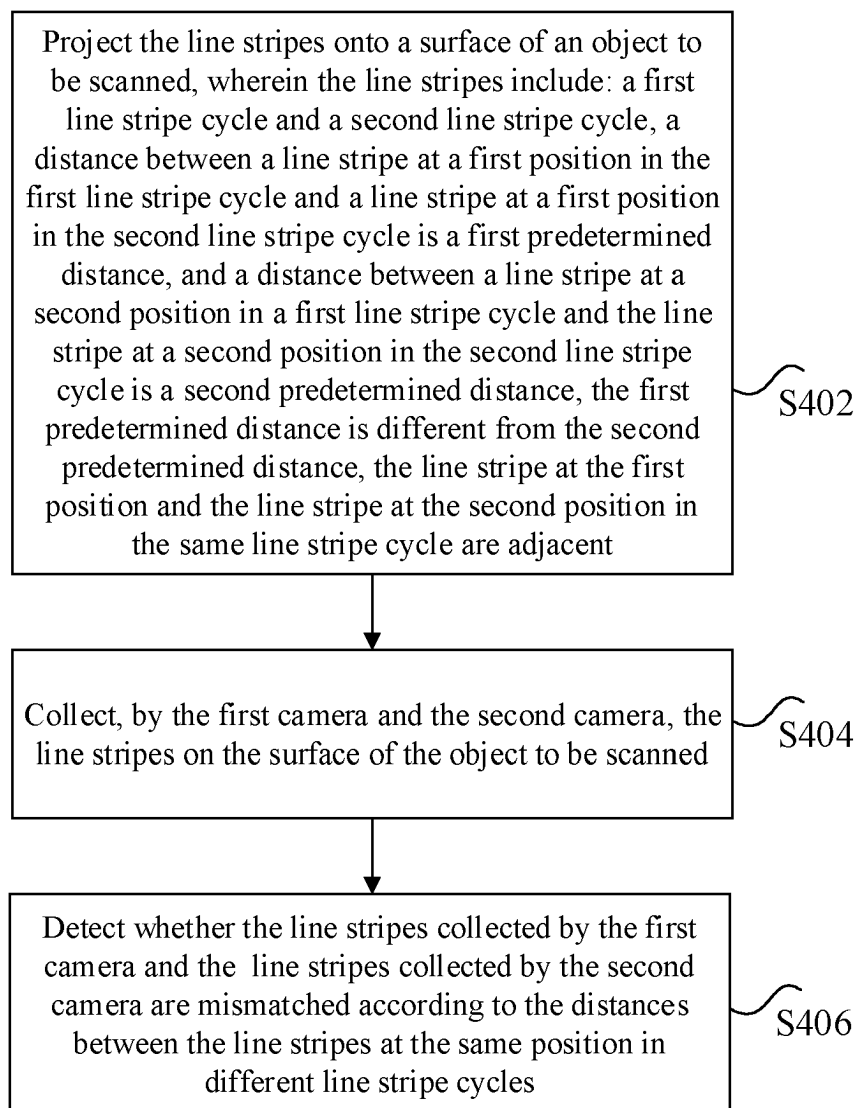 Project the line stripes onto a surface of an object to
be scanned, wherein the line stripes include: a first
line stripe cycle and a second line stripe cycle, a
distance between a line stripe at a first position in the
first line stripe cycle and a line stripe at a first position
in the second line stripe cycle is a first predetermined
distance, and a distance between a line stripe at a
second position in a first line stripe cycle and the line
stripe at a second position in the second line stripe
cycle is a second predetermined distance, the first
predetermined distance is different from the second
predetermined distance, the line stripe at the first
position and the line stripe at the second position in
the same line stripe cycle are adjacent
S402
Collect, by the first camera and the second camera, the
line stripes on the surface of the object to be scanned
S404
Detect whether the line stripes collected by the first
camera and the line stripes collected by the second
camera are mismatched according to the distances
between the line stripes at the same position in
different line stripe cycles
S406